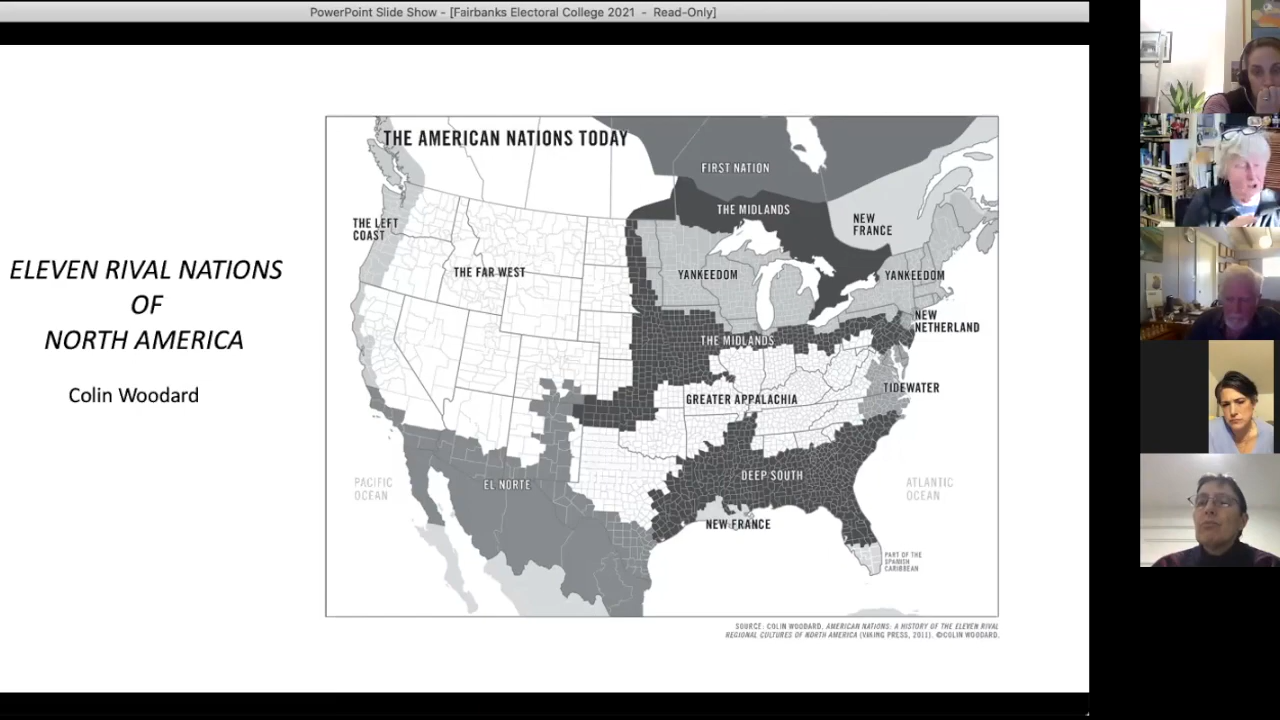 PowerPoint Slide Show - [Fairbanks Electoral College 2021 - Read-Only]
ELEVEN RIVAL NATIONS
OF
NORTH AMERICA
Colin Woodard
THE AMERICAN NATIONS TODAY
FIRST NATION
THE MIDLANDS
NEW
FRANCE
THE LEFT
COAST
THE FAR WEST
YANKEEDOM
YANKEEDOM
NEW
NETHERLAND
THE MIDLANDS
TIDEWATER
GREATER APPALACHIA
DEEP SOUTH
EL NORTE
PACIFIC
OCEAN
ATLANTIC
OCEAN
NEW FRANCE
PART OF THE
SPANISH
CARIBBEAN
SOURCE: COLIN WOODARD, AMERICAN NATIONS: A HISTORY OF THE ELEVEN RIVAL
REGIONAL CULTURES OF NORTH AMERICA (VIKING PRESS, 2011). ©COLIN WOODARD.